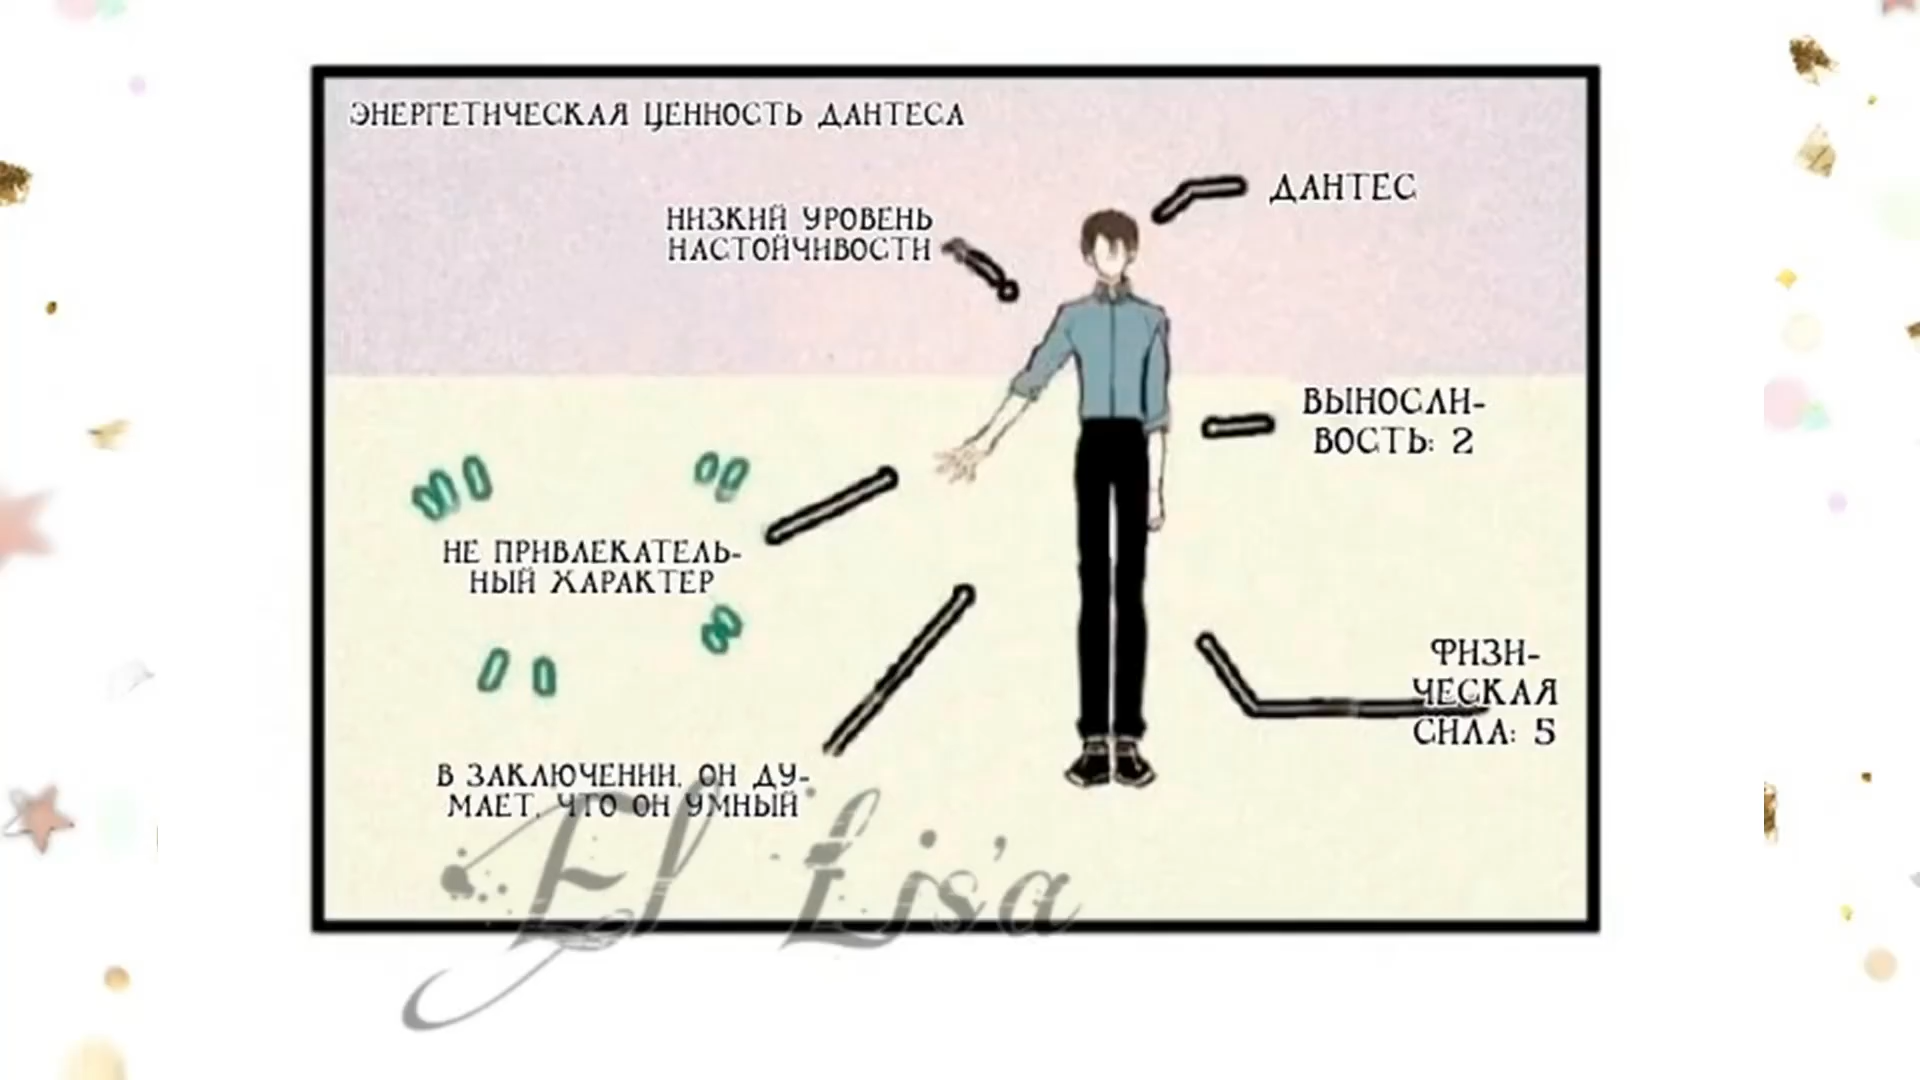 ЭНЕРГЕТИЧЕСКАЯ ЦЕННОСТЬ ДАНТЕСА
ДАНТЕС
НИЗКИЙ УРОВЕНЬ
НАСТОЙЧИВОСТИ
ВЫНОСЛИ-
ВОСТЬ: 2
НЕ ПРИВЛЕКАТЕЛЬ-
НЫЙ ХАРАКТЕР
ФИЗИ-
ЧЕСКАЯ
СИЛА: 5
В ЗАКЛЮЧЕНИИ, ОН ДУ-
МАЕТ, ЧТО ОН УМНЫЙ
El Lis'a